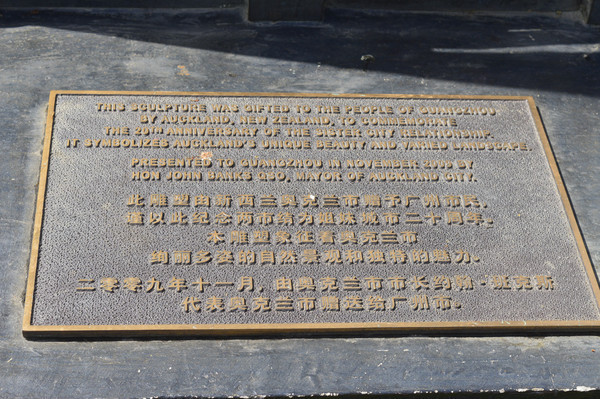 THIS SCULPTURE WAS GIFTED TO THE PEOPLE OF GUANGZHOU
BY AUCKLAND, NEW ZEALAND, TO COMMEMORATE
THE 20TH ANNIVERSARY OF THE SISTER CITY RELATIONSHIP.
IT SYMBOLIZES AUCKLAND'S UNIQUE BEAUTY AND VARIED LANDSCAPE.
PRESENTED TO GUANGZHOU IN NOVEMBER 2009 BY
HON JOHN BANKS QSO, MAYOR OF AUCKLAND CITY.
此雕塑由新西兰奥克兰市赠予广州市民,
谨以此纪念两市结为姐妹城市二十周年。
本雕塑象征着奥克兰市
绚丽多姿的自然景观和独特的魅力。
二零零九年十一月, 由奥克兰市市长约翰·班克斯
代表奥克兰市赠送给广州市。